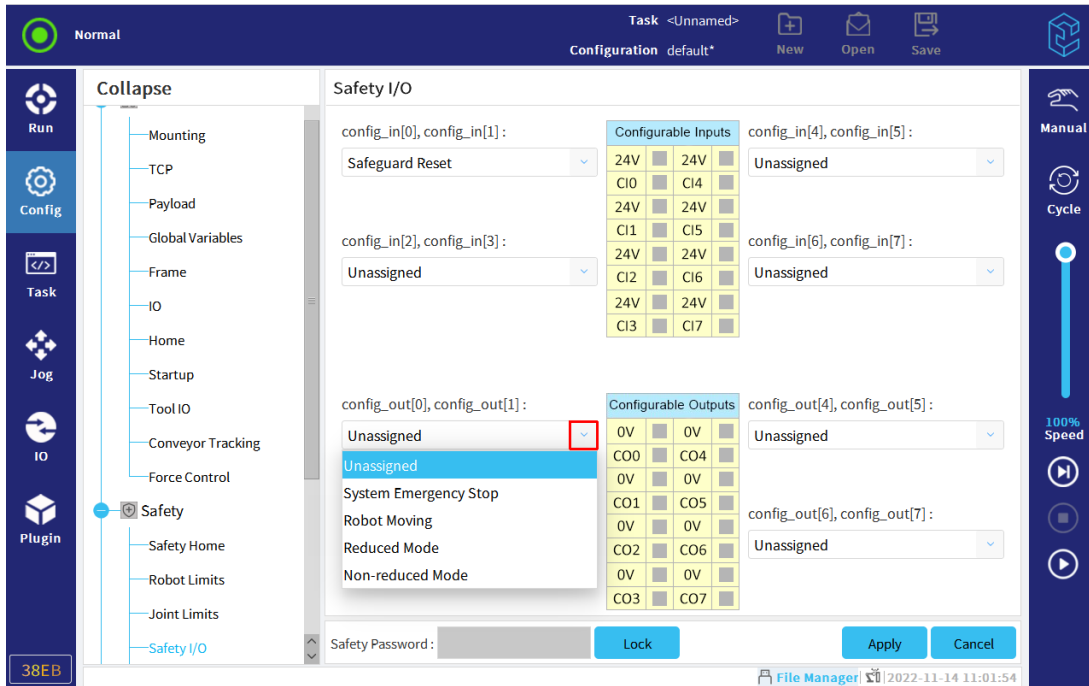 Normal
Task <Unnamed>
Configuration default*
New
Open
Save
Run
Config
Task
Jog
IO
Plugin
38EB
Collapse
Mounting
TCP
Payload
Global Variables
Frame
IO
Home
Startup
Tool IO
Conveyor Tracking
Force Control
Safety
Safety Home
Robot Limits
Joint Limits
Safety I/O
Safety I/O
config_in[0], config_in[1] :
Safeguard Reset
config_in[2], config_in[3] :
Unassigned
Configurable Inputs
24V 24V
CI0 CI4
24V 24V
CI1 CI5
24V 24V
CI2 CI6
24V 24V
CI3 CI7
config_in[4], config_in[5] :
Unassigned
config_in[6], config_in[7] :
Unassigned
config_out[0], config_out[1] :
Unassigned
Unassigned
System Emergency Stop
Robot Moving
Reduced Mode
Non-reduced Mode
Configurable Outputs
0V 0V
CO0 CO4
0V 0V
CO1 CO5
0V 0V
CO2 CO6
0V 0V
CO3 CO7
config_out[4], config_out[5] :
Unassigned
config_out[6], config_out[7] :
Unassigned
Safety Password :
Lock
Apply
Cancel
File Manager
2022-11-14 11:01:54
Manual
Cycle
100%
Speed